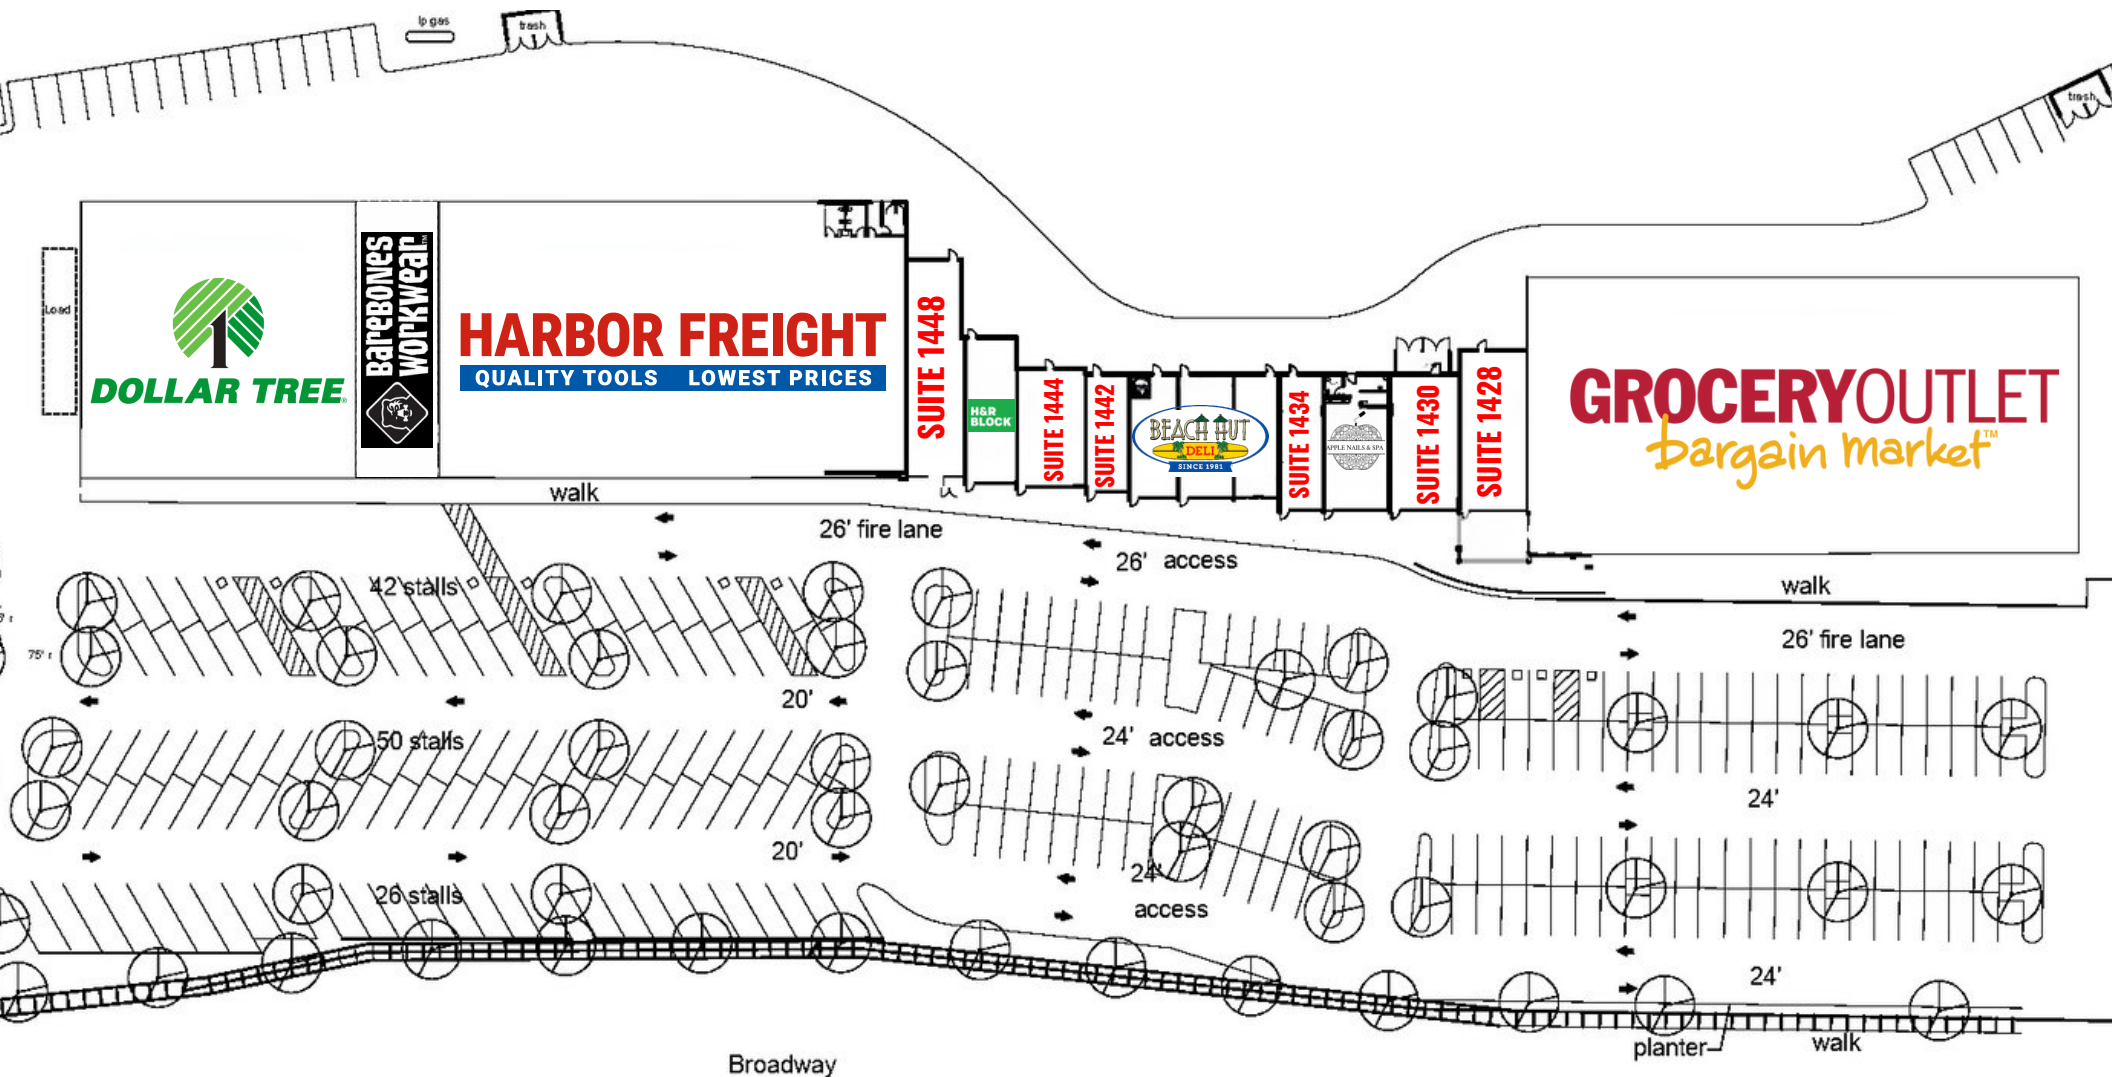 lp gas
trash
trash
Load
DOLLAR TREE
BAREBONES
WORKWEAR™
HARBOR FREIGHT
QUALITY TOOLS LOWEST PRICES
SUITE 1448
H&R
BLOCK
SUITE 1444
SUITE 1442
BEACH HUT
DELI
SINCE 1981
SUITE 1434
APPLE NAILS & SPA
SUITE 1430
SUITE 1428
GROCERY OUTLET
bargain market™
walk
26' fire lane
26' access
walk
26' fire lane
42 stalls
75'
20'
24' access
50 stalls
24'
20'
24'
access
26 stalls
24'
planter
walk
Broadway